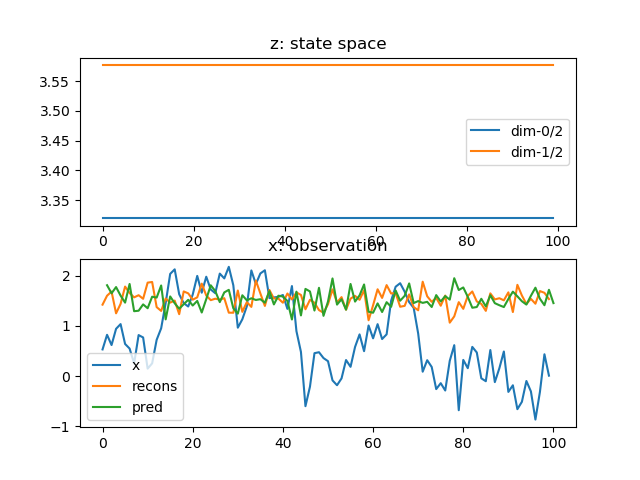 z: state space
3.55
3.50
3.45
3.40
3.35
dim-0/2
dim-1/2
0 20 40 60 80 100
x: observation
2
1
0
−1
x
recons
pred
0 20 40 60 80 100